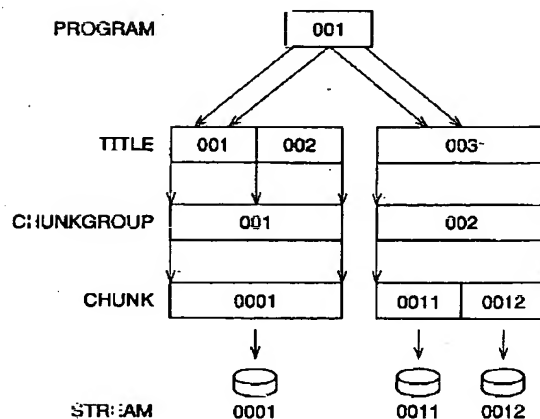 PROGRAM 001
TITLE 001 002 003
CHUNKGROUP 001 002
CHUNK 0001 0011 0012
STREAM 0001 0011 0012